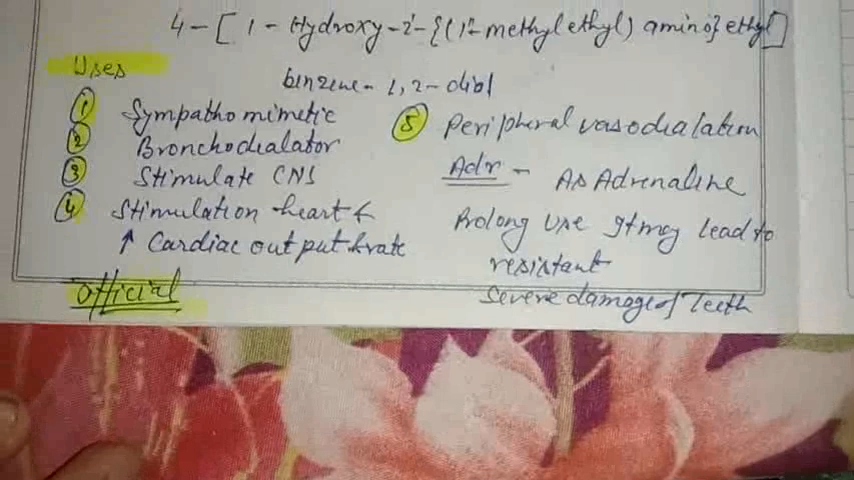 4-[1-Hydroxy-2-{(1-methylethyl) amino} ethyl]
benzene-1,2-diol
Uses
1 Sympathomimetic
2 Bronchodialator
3 Stimulate CNS
4 Stimulation heart &
↑ Cardiac output & rate
Official
5 Peripheral vasodialation
Adr - As Adrenaline
Prolong use It may lead to
resistant
Severe damage of Teeth